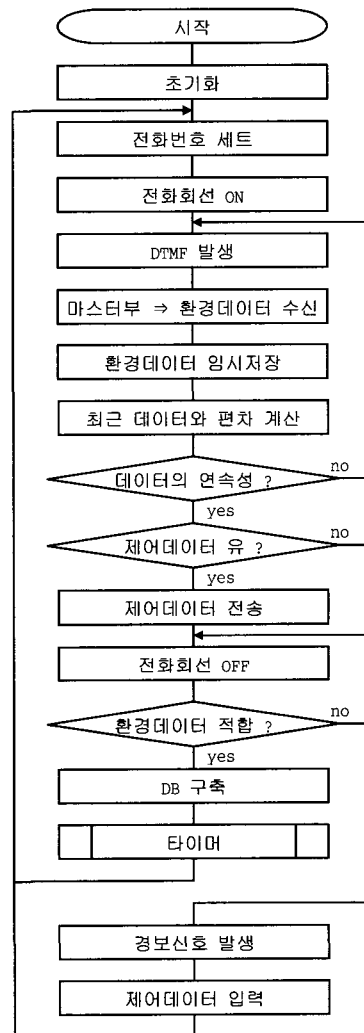 시작
초기화
전화번호 세트
전화회선 ON
DTMF 발생
마스터부 ⇒ 환경데이터 수신
환경데이터 임시저장
최근 데이터와 편차 계산
데이터의 연속성 ?
no
yes
제어데이터 유 ?
no
yes
제어데이터 전송
전화회선 OFF
환경데이터 적합 ?
no
yes
DB 구축
타이머
경보신호 발생
제어데이터 입력